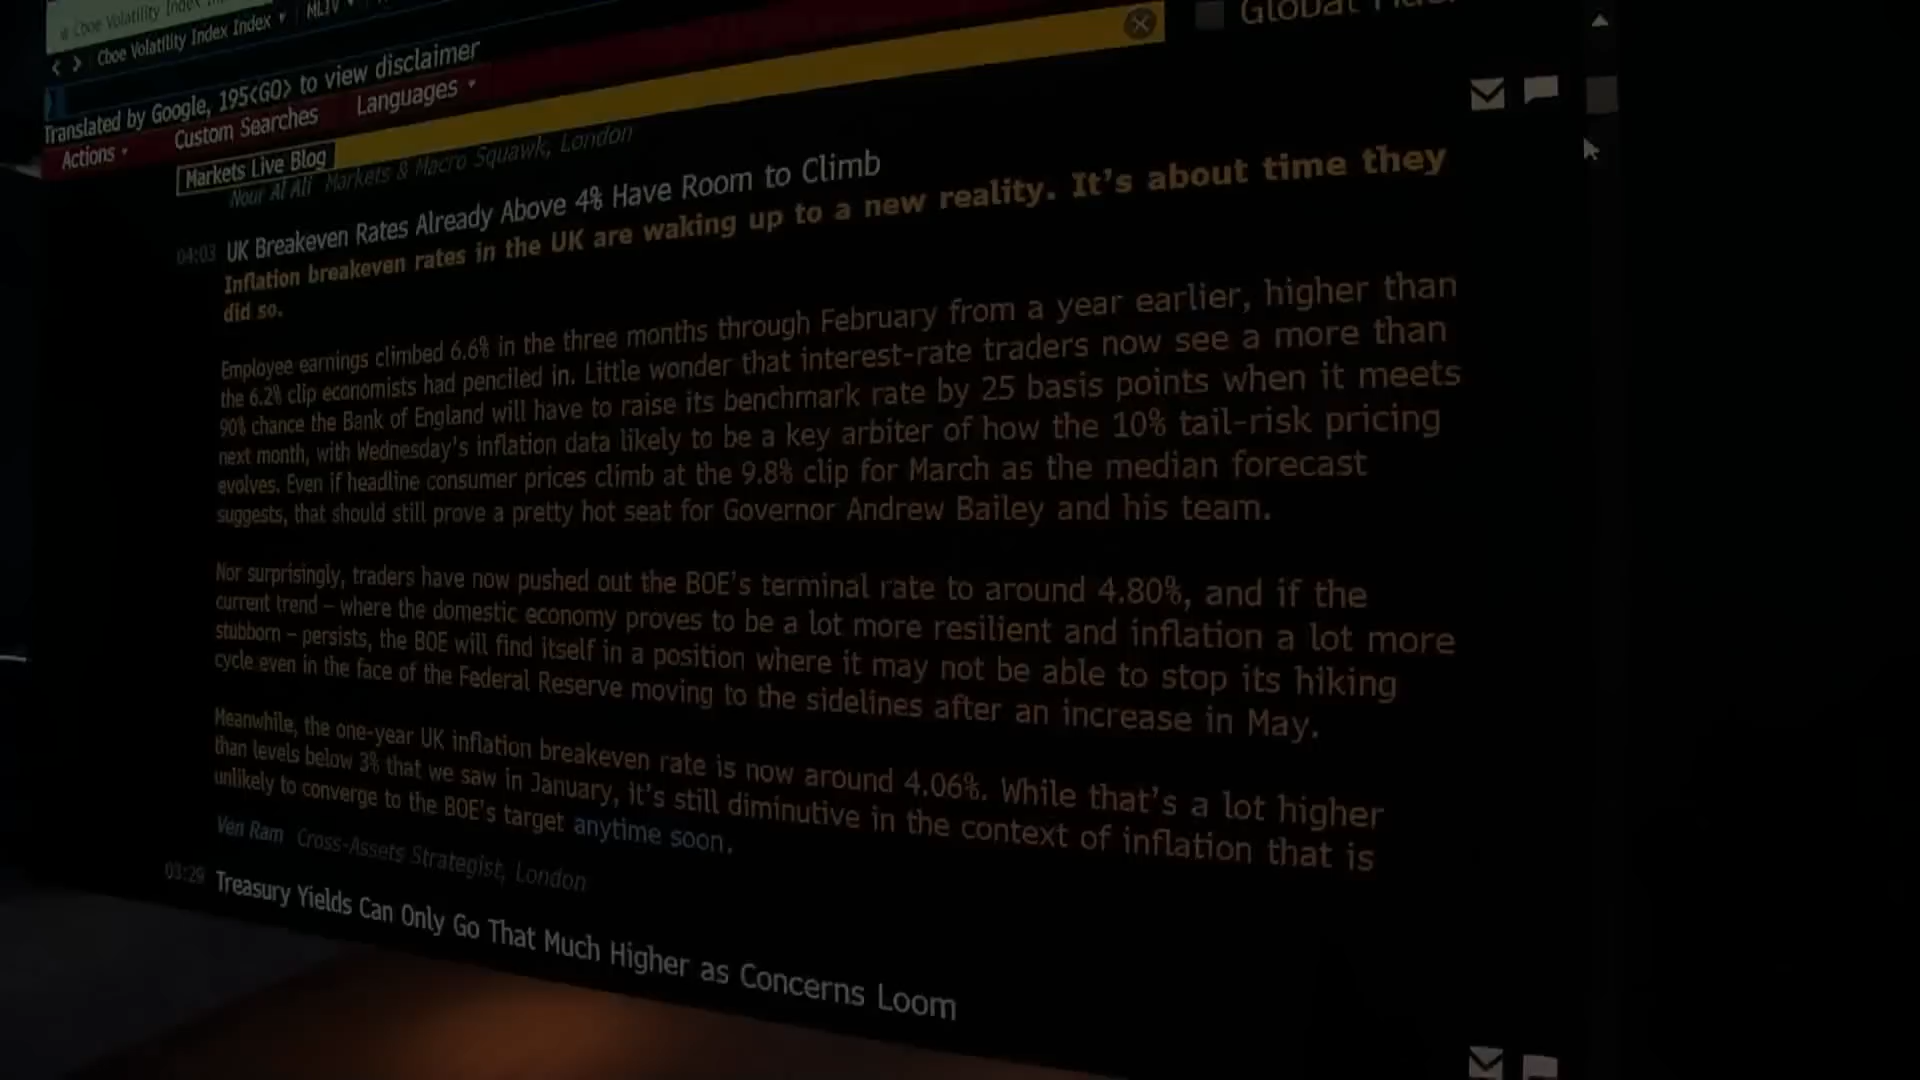 Cboe Volatility Index
Cboe Volatility Index Index
MLIV
Translated by Google, 195<GO> to view disclaimer
Actions
Custom Searches
Languages
Global
Markets Live Blog
Nour Al Ali Markets & Macro Squawk, London
04:03 UK Breakeven Rates Already Above 4% Have Room to Climb
Inflation breakeven rates in the UK are waking up to a new reality. It's about time they
did so.
Employee earnings climbed 6.6% in the three months through February from a year earlier, higher than
the 6.2% clip economists had penciled in. Little wonder that interest-rate traders now see a more than
90% chance the Bank of England will have to raise its benchmark rate by 25 basis points when it meets
next month, with Wednesday's inflation data likely to be a key arbiter of how the 10% tail-risk pricing
evolves. Even if headline consumer prices climb at the 9.8% clip for March as the median forecast
suggests, that should still prove a pretty hot seat for Governor Andrew Bailey and his team.
Nor surprisingly, traders have now pushed out the BOE's terminal rate to around 4.80%, and if the
current trend – where the domestic economy proves to be a lot more resilient and inflation a lot more
stubborn – persists, the BOE will find itself in a position where it may not be able to stop its hiking
cycle even in the face of the Federal Reserve moving to the sidelines after an increase in May.
Meanwhile, the one-year UK inflation breakeven rate is now around 4.06%. While that's a lot higher
than levels below 3% that we saw in January, it's still diminutive in the context of inflation that is
unlikely to converge to the BOE's target anytime soon.
Ven Ram Cross-Assets Strategist, London
03:29 Treasury Yields Can Only Go That Much Higher as Concerns Loom